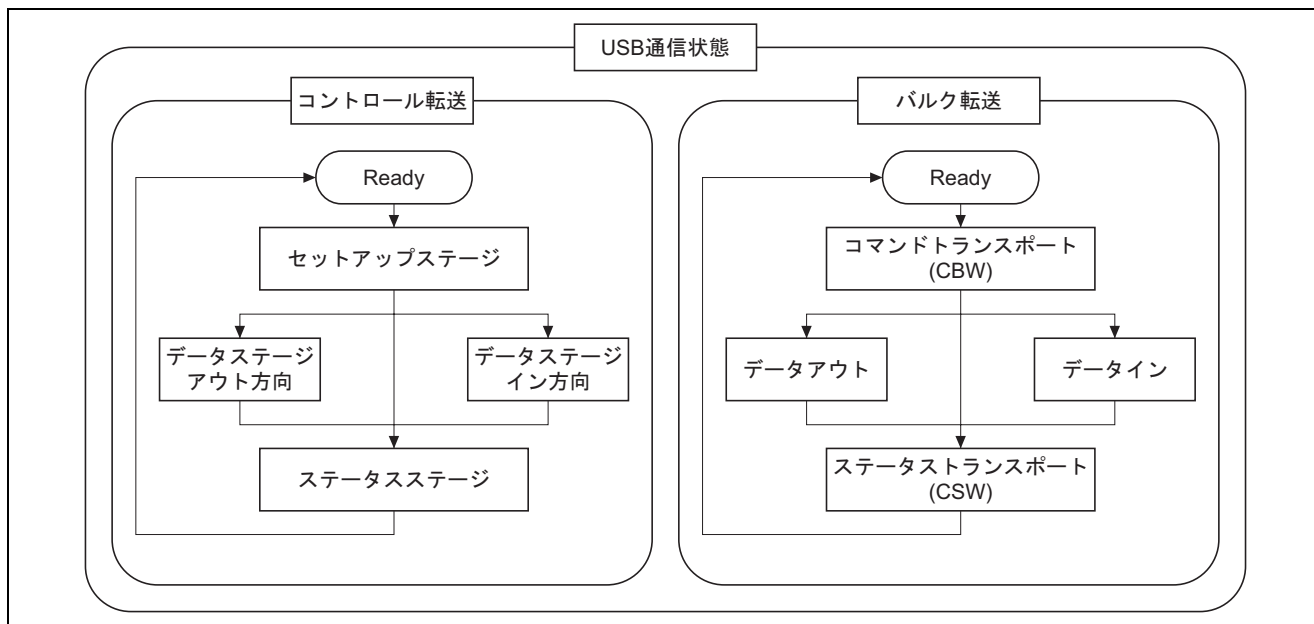 USB通信状態
コントロール転送
Ready
セットアップステージ
データステージ
アウト方向
データステージ
イン方向
ステータスステージ
バルク転送
Ready
コマンドトランスポート
(CBW)
データアウト
データイン
ステータストランスポート
(CSW)